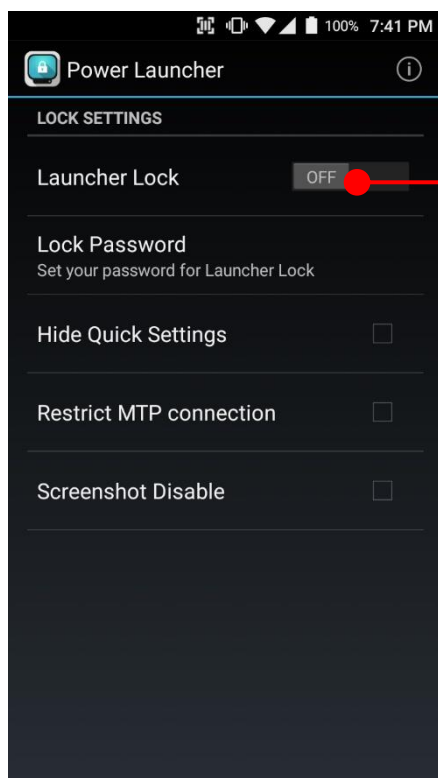 100% 7:41 PM
Power Launcher
LOCK SETTINGS
Launcher Lock OFF
Lock Password
Set your password for Launcher Lock
Hide Quick Settings
Restrict MTP connection
Screenshot Disable